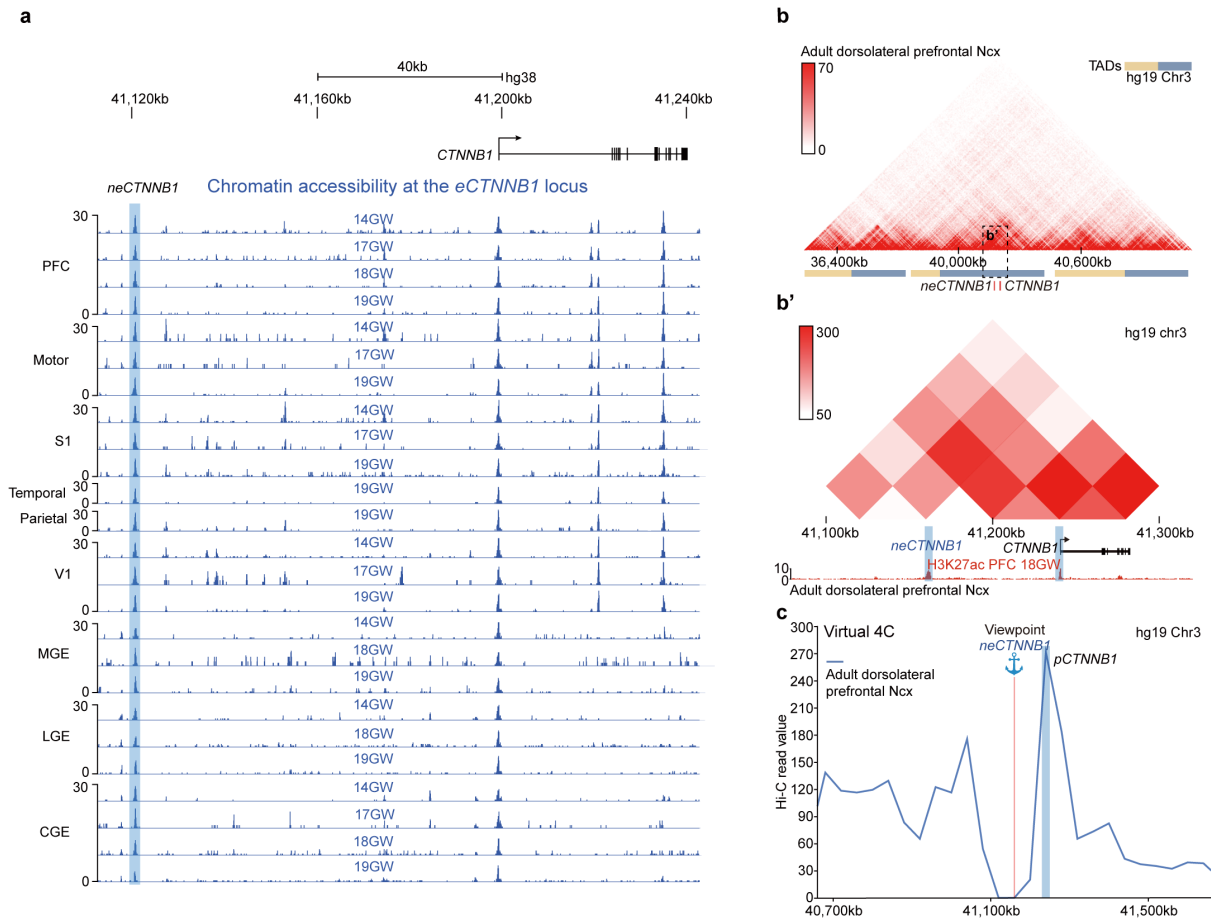 a
40kb
hg38
41,120kb 41,160kb 41,200kb 41,240kb
CTNNB1
neCTNNB1
Chromatin accessibility at the eCTNNB1 locus
PFC
30
0
14GW
17GW
18GW
19GW
Motor
30
0
14GW
17GW
19GW
S1
30
0
14GW
17GW
19GW
Temporal
30
0
19GW
Parietal
30
0
19GW
V1
30
0
14GW
17GW
19GW
MGE
30
0
14GW
18GW
19GW
LGE
30
0
14GW
18GW
19GW
CGE
30
0
14GW
17GW
18GW
19GW
b
Adult dorsolateral prefrontal Ncx
70
0
TADs
hg19 Chr3
b'
36,400kb 40,000kb 40,600kb
neCTNNB1 CTNNB1
b'
300
50
hg19 chr3
41,100kb 41,200kb 41,300kb
neCTNNB1 CTNNB1
H3K27ac PFC 18GW
10
0
Adult dorsolateral prefrontal Ncx
c
Virtual 4C
Viewpoint
neCTNNB1
hg19 Chr3
pCTNNB1
Adult dorsolateral
prefrontal Ncx
Hi-C read value
300
270
240
210
180
150
120
90
60
30
0
40,700kb 41,100kb 41,500kb